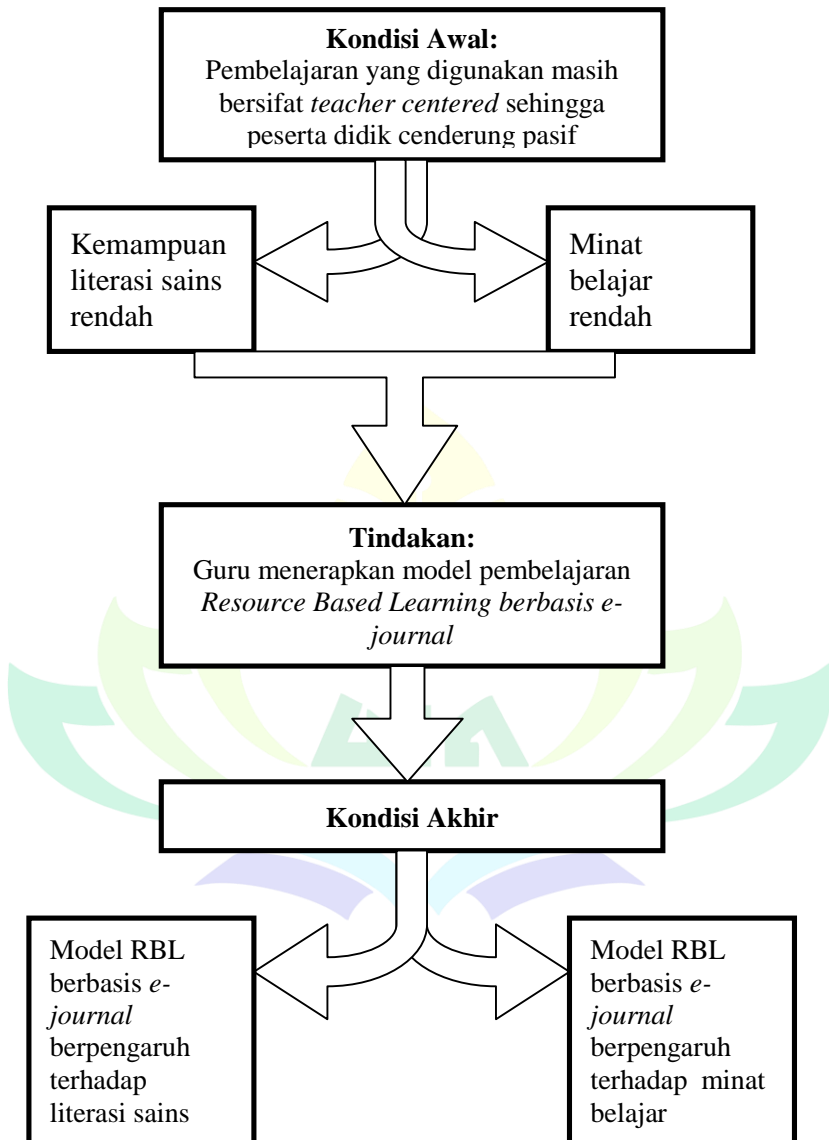 Kondisi Awal:
Pembelajaran yang digunakan masih
bersifat teacher centered sehingga
peserta didik cenderung pasif
Kemampuan
literasi sains
rendah
Minat
belajar
rendah
Tindakan:
Guru menerapkan model pembelajaran
Resource Based Learning berbasis e-
journal
Kondisi Akhir
Model RBL
berbasis e-
journal
berpengaruh
terhadap
literasi sains
Model RBL
berbasis e-
journal
berpengaruh
terhadap minat
belajar